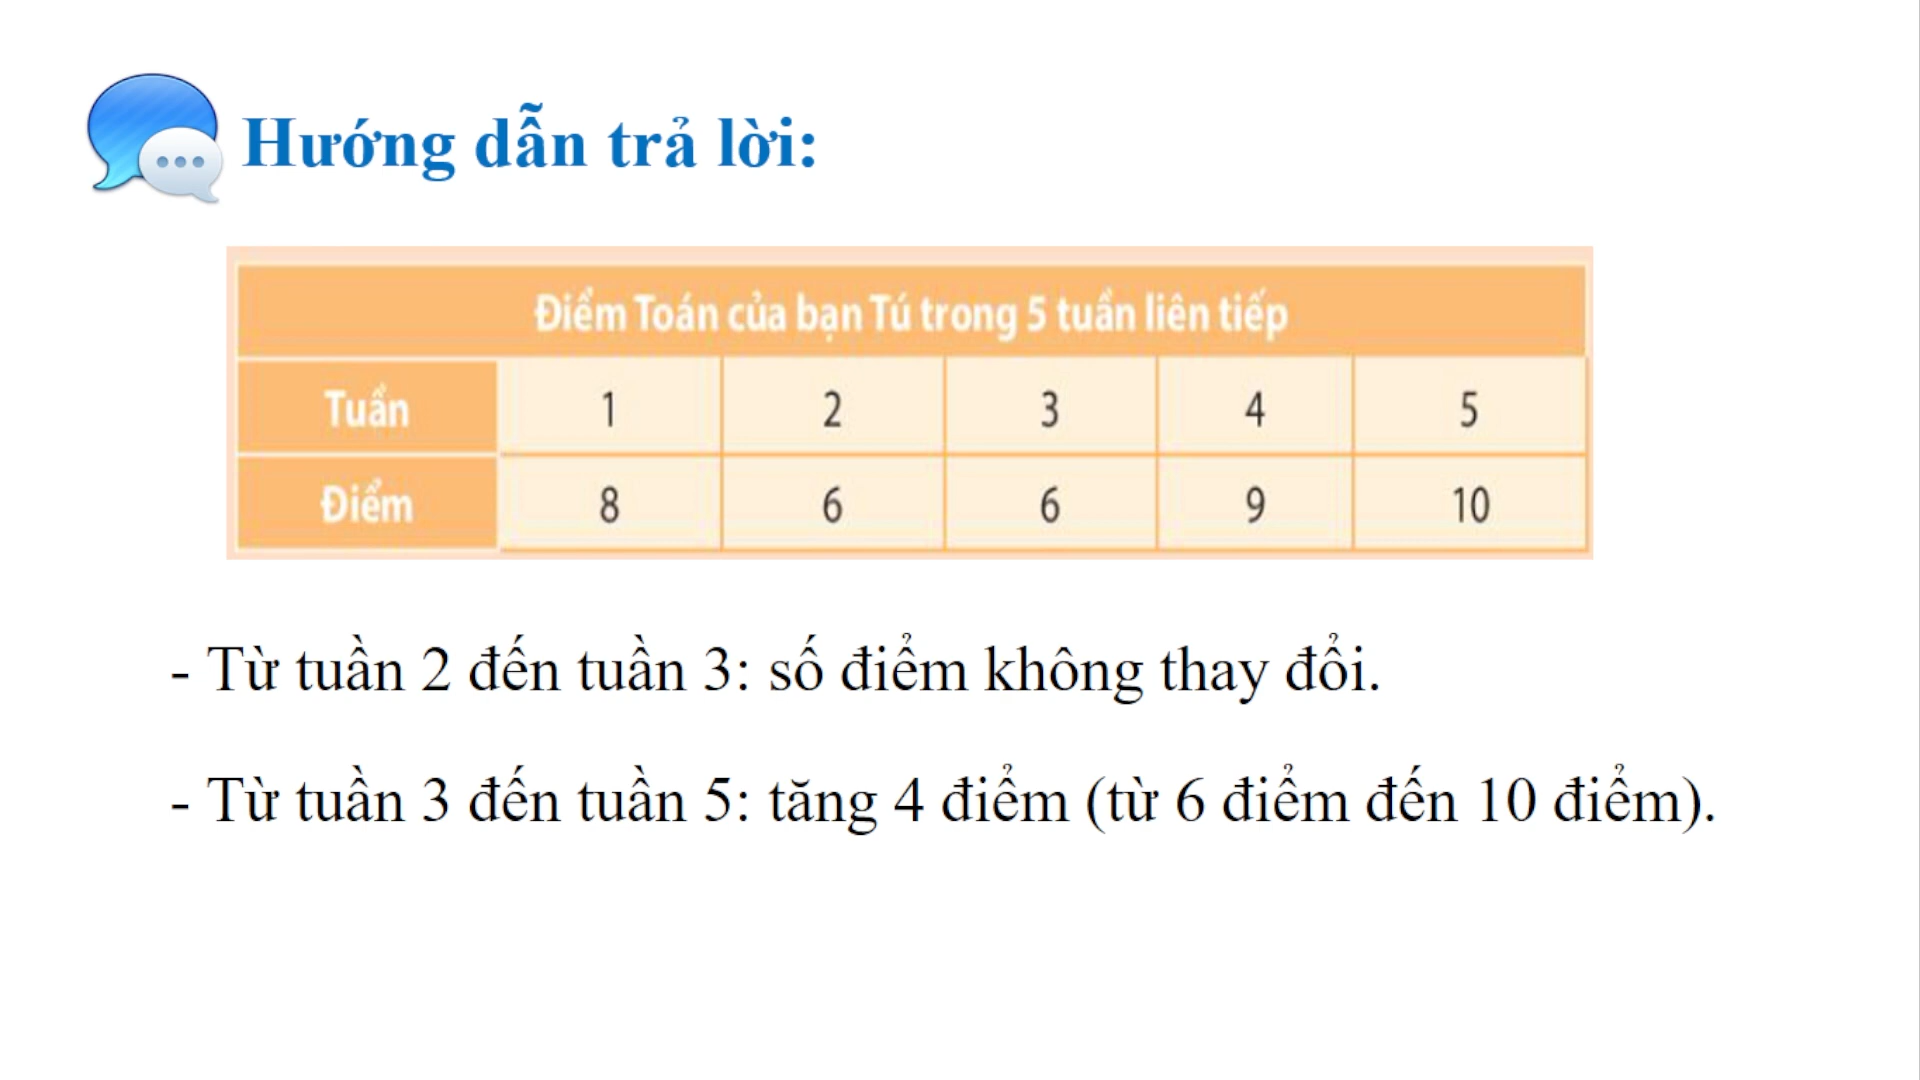 Hướng dẫn trả lời:
Điểm Toán của bạn Tú trong 5 tuần liên tiếp
Tuần 1 2 3 4 5
Điểm 8 6 6 9 10
- Từ tuần 2 đến tuần 3: số điểm không thay đổi.
- Từ tuần 3 đến tuần 5: tăng 4 điểm (từ 6 điểm đến 10 điểm).